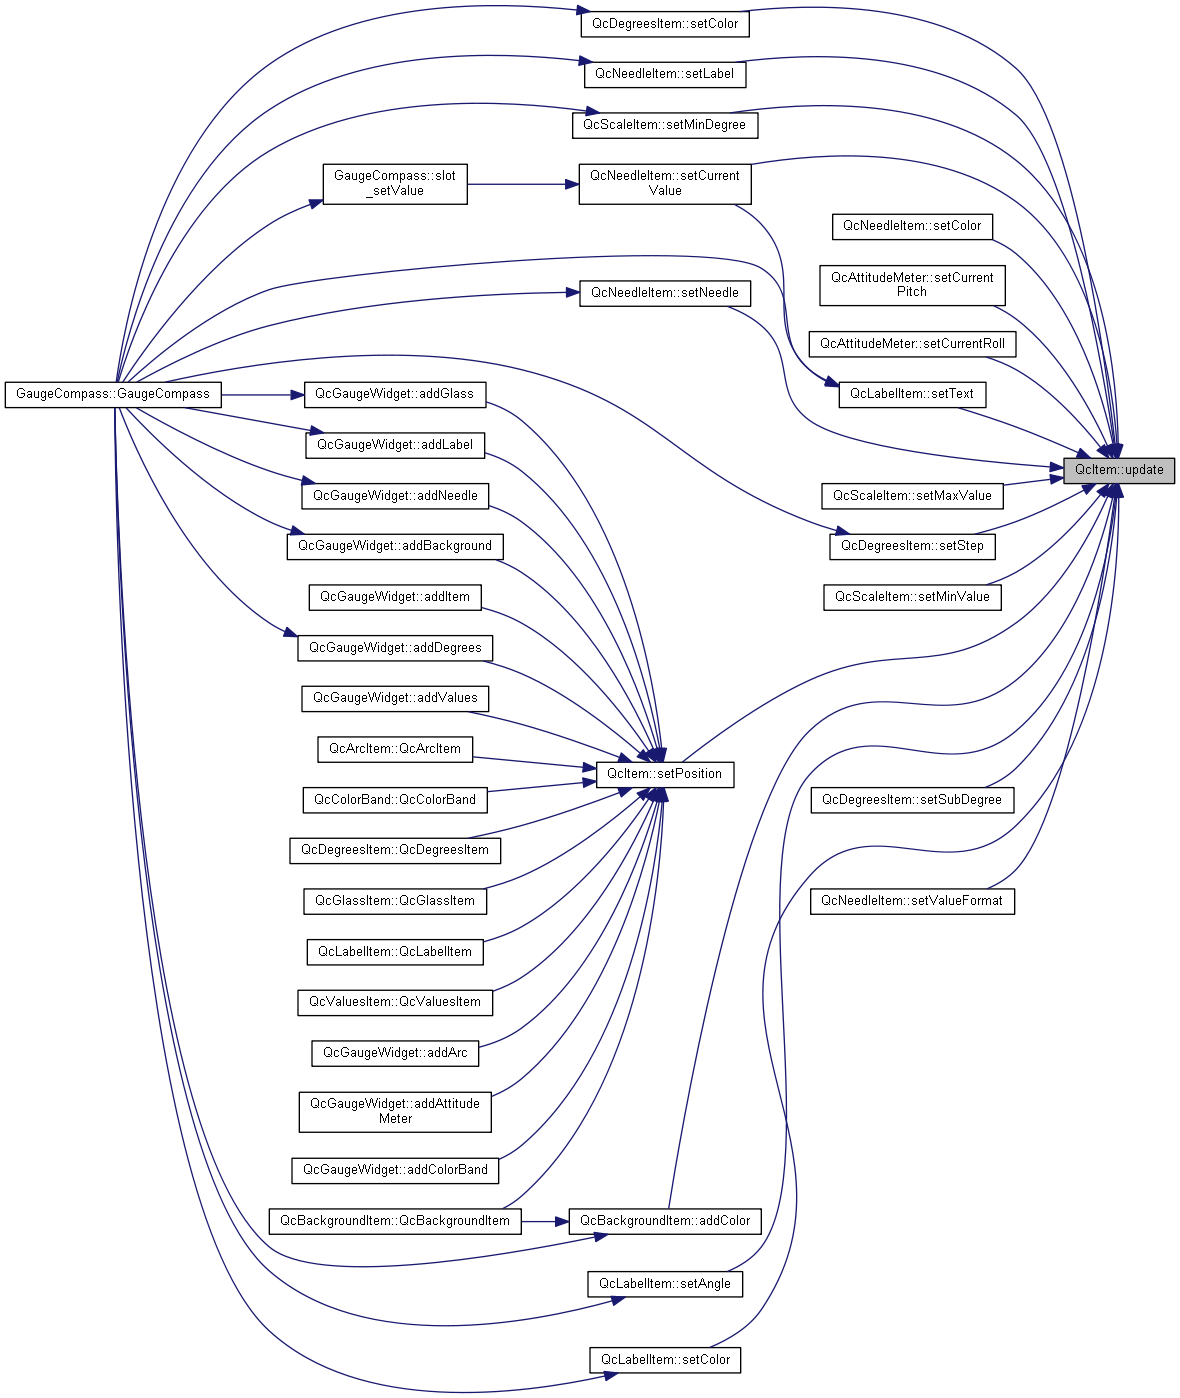 QcDegreesItem::setColor
QcNeedleItem::setLabel
QcScaleItem::setMinDegree
GaugeCompass::slot
_setValue
QcNeedleItem::setCurrent
Value
QcNeedleItem::setColor
QcAttitudeMeter::setCurrent
Pitch
QcNeedleItem::setNeedle
QcAttitudeMeter::setCurrentRoll
GaugeCompass::GaugeCompass
QcGaugeWidget::addGlass
QcLabelItem::setText
QcGaugeWidget::addLabel
QcItem::update
QcGaugeWidget::addNeedle
QcScaleItem::setMaxValue
QcGaugeWidget::addBackground
QcDegreesItem::setStep
QcGaugeWidget::addItem
QcScaleItem::setMinValue
QcGaugeWidget::addDegrees
QcGaugeWidget::addValues
QcArcItem::QcArcItem
QcItem::setPosition
QcColorBand::QcColorBand
QcDegreesItem::setSubDegree
QcDegreesItem::QcDegreesItem
QcGlassItem::QcGlassItem
QcNeedleItem::setValueFormat
QcLabelItem::QcLabelItem
QcValuesItem::QcValuesItem
QcGaugeWidget::addArc
QcGaugeWidget::addAttitude
Meter
QcGaugeWidget::addColorBand
QcBackgroundItem::QcBackgroundItem
QcBackgroundItem::addColor
QcLabelItem::setAngle
QcLabelItem::setColor